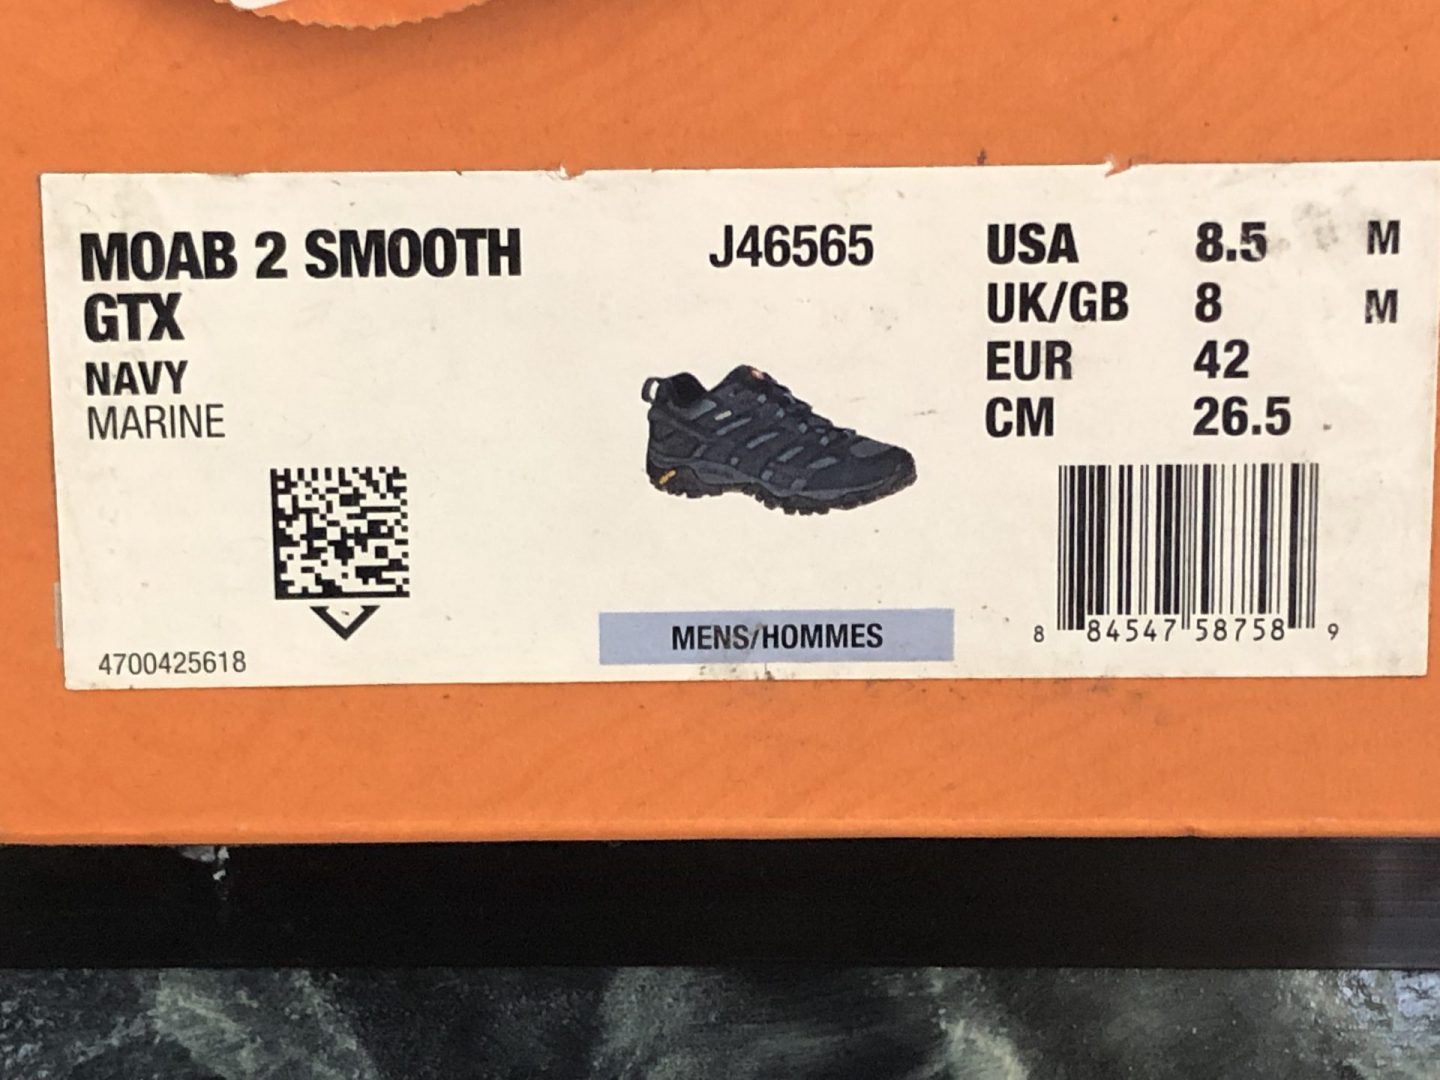 MOAB 2 SMOOTH
GTX
NAVY
MARINE
4700425618
J46565
MENS/HOMMES
USA 8.5 M
UK/GB 8 M
EUR 42
CM 26.5
8 84547 58758 9